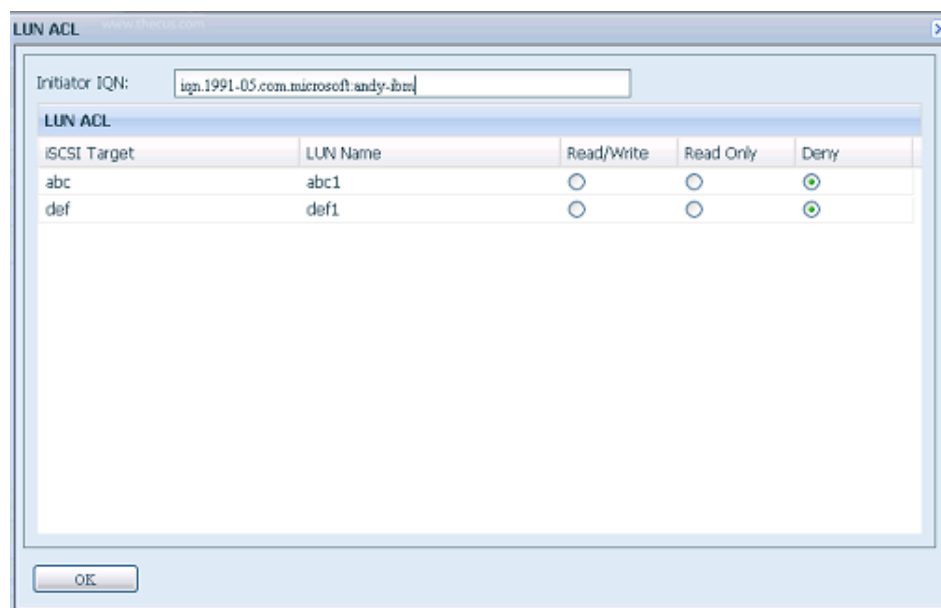 LUN ACL www.thecus.com
Initiator IQN: iqn.1991-05.com.microsoft:andy-ibm
LUN ACL
iSCSI Target LUN Name Read/Write Read Only Deny
abc abc1
def def1
OK